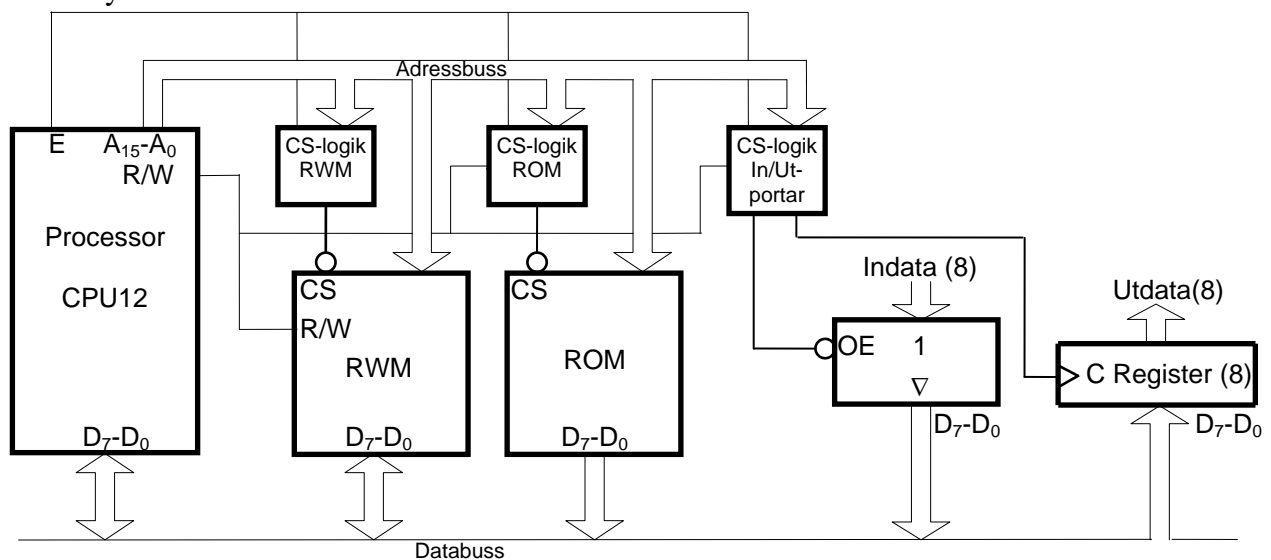 Adressbuss
E A15-A0
R/W
Processor
CPU12
D7-D0
CS-logik
RWM
CS-logik
ROM
CS-logik
In/Ut-
portar
CS
R/W
RWM
D7-D0
CS
ROM
D7-D0
Indata (8)
OE 1
∇
D7-D0
Utdata(8)
C Register (8)
D7-D0
Databuss